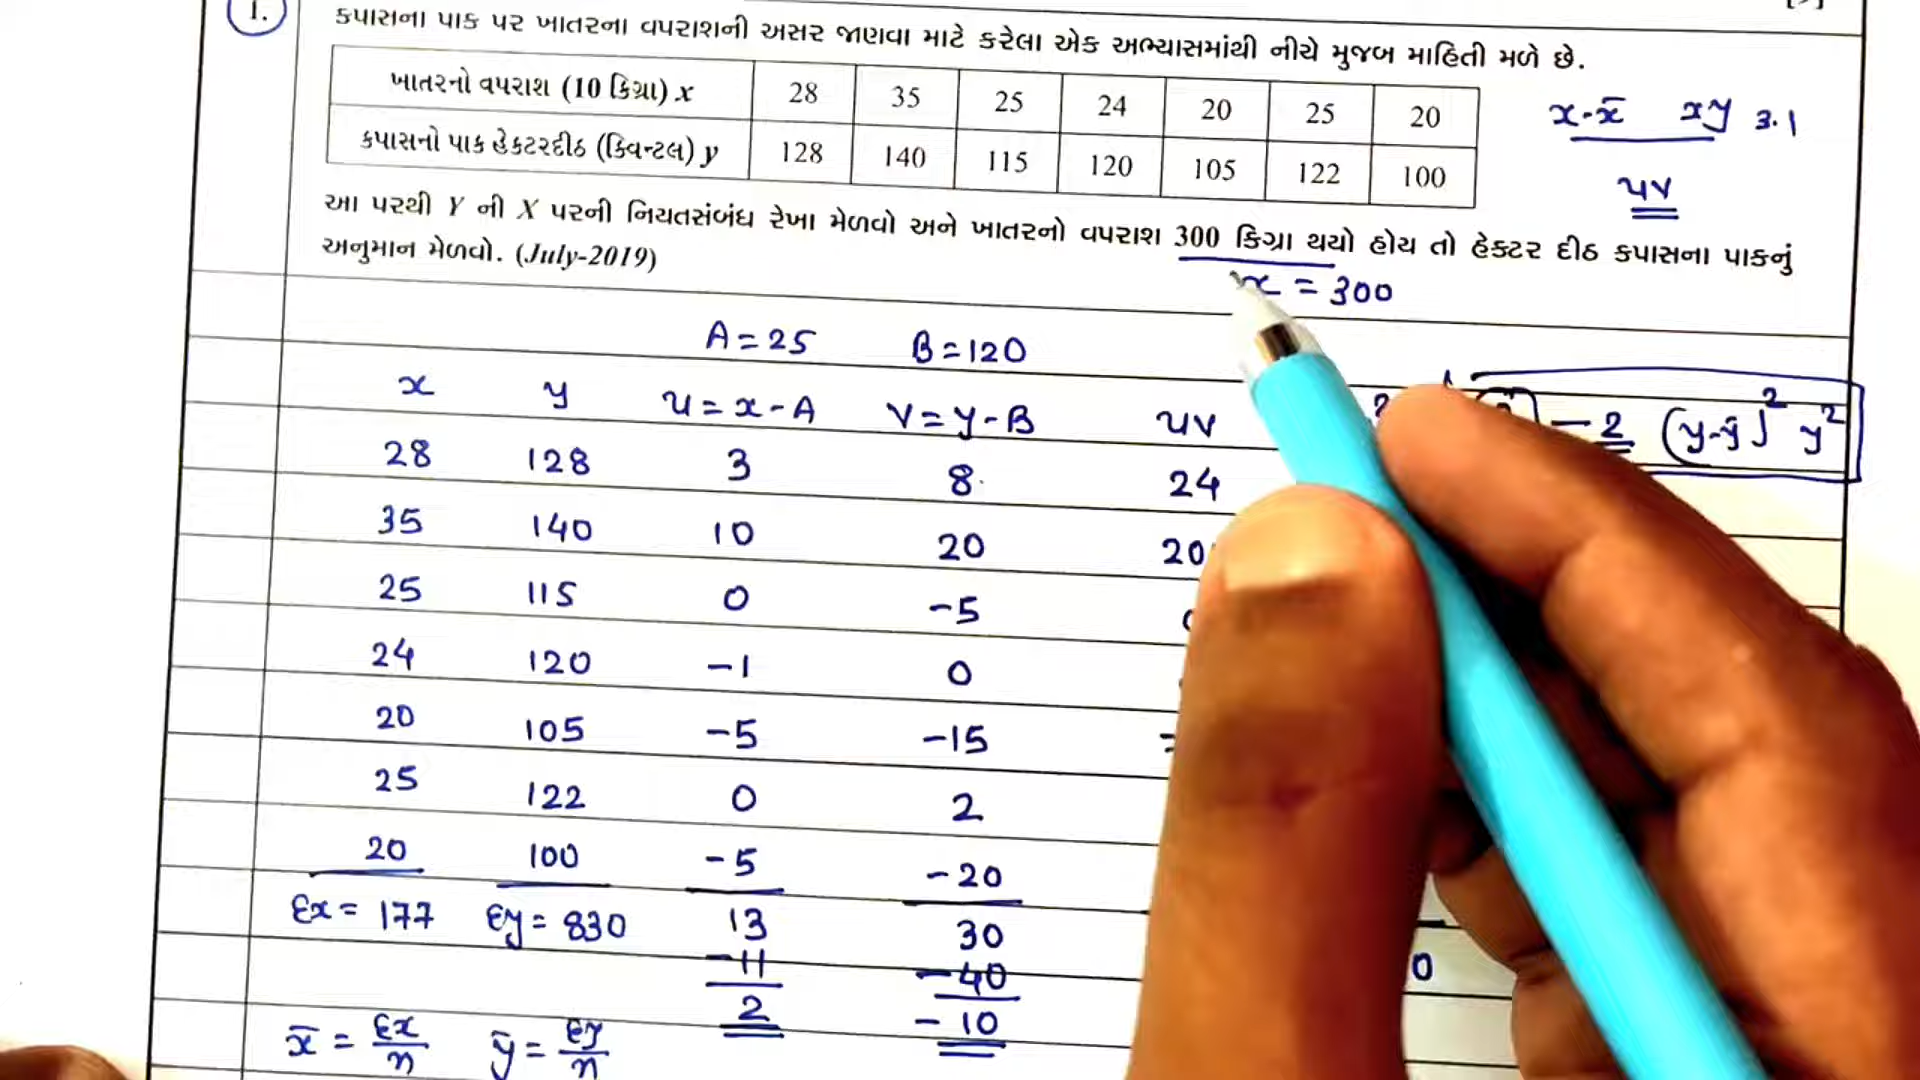 1.
કપાસના પાક પર ખાતરના વપરાશની અસર જાણવા માટે કરેલા એક અભ્યાસમાંથી નીચે મુજબ માહિતી મળે છે.
ખાતરનો વપરાશ (10 કિગ્રા) x 28 35 25 24 20 25 20
કપાસનો પાક હેક્ટરદીઠ (ક્વિન્ટલ) y 128 140 115 120 105 122 100
x-x̄ xy 3.1
uv
આ પરથી Y ની X પરની નિયતસંબંધ રેખા મેળવો અને ખાતરનો વપરાશ 300 કિગ્રા થયો હોય તો હેક્ટર દીઠ કપાસના પાકનું
અનુમાન મેળવો. (July-2019)
x = 300
A = 25 B = 120
x y u = x - A v = y - B uv 2 - 2 (y-ȳ)² y²
28 128 3 8 24
35 140 10 20 20
25 115 0 -5
24 120 -1 0
20 105 -5 -15
25 122 0 2
20 100 -5 -20
Σx = 177 Σy = 830 13 30
-11 -40 0
2 -10
x̄ = Σx/n ȳ = Σy/n